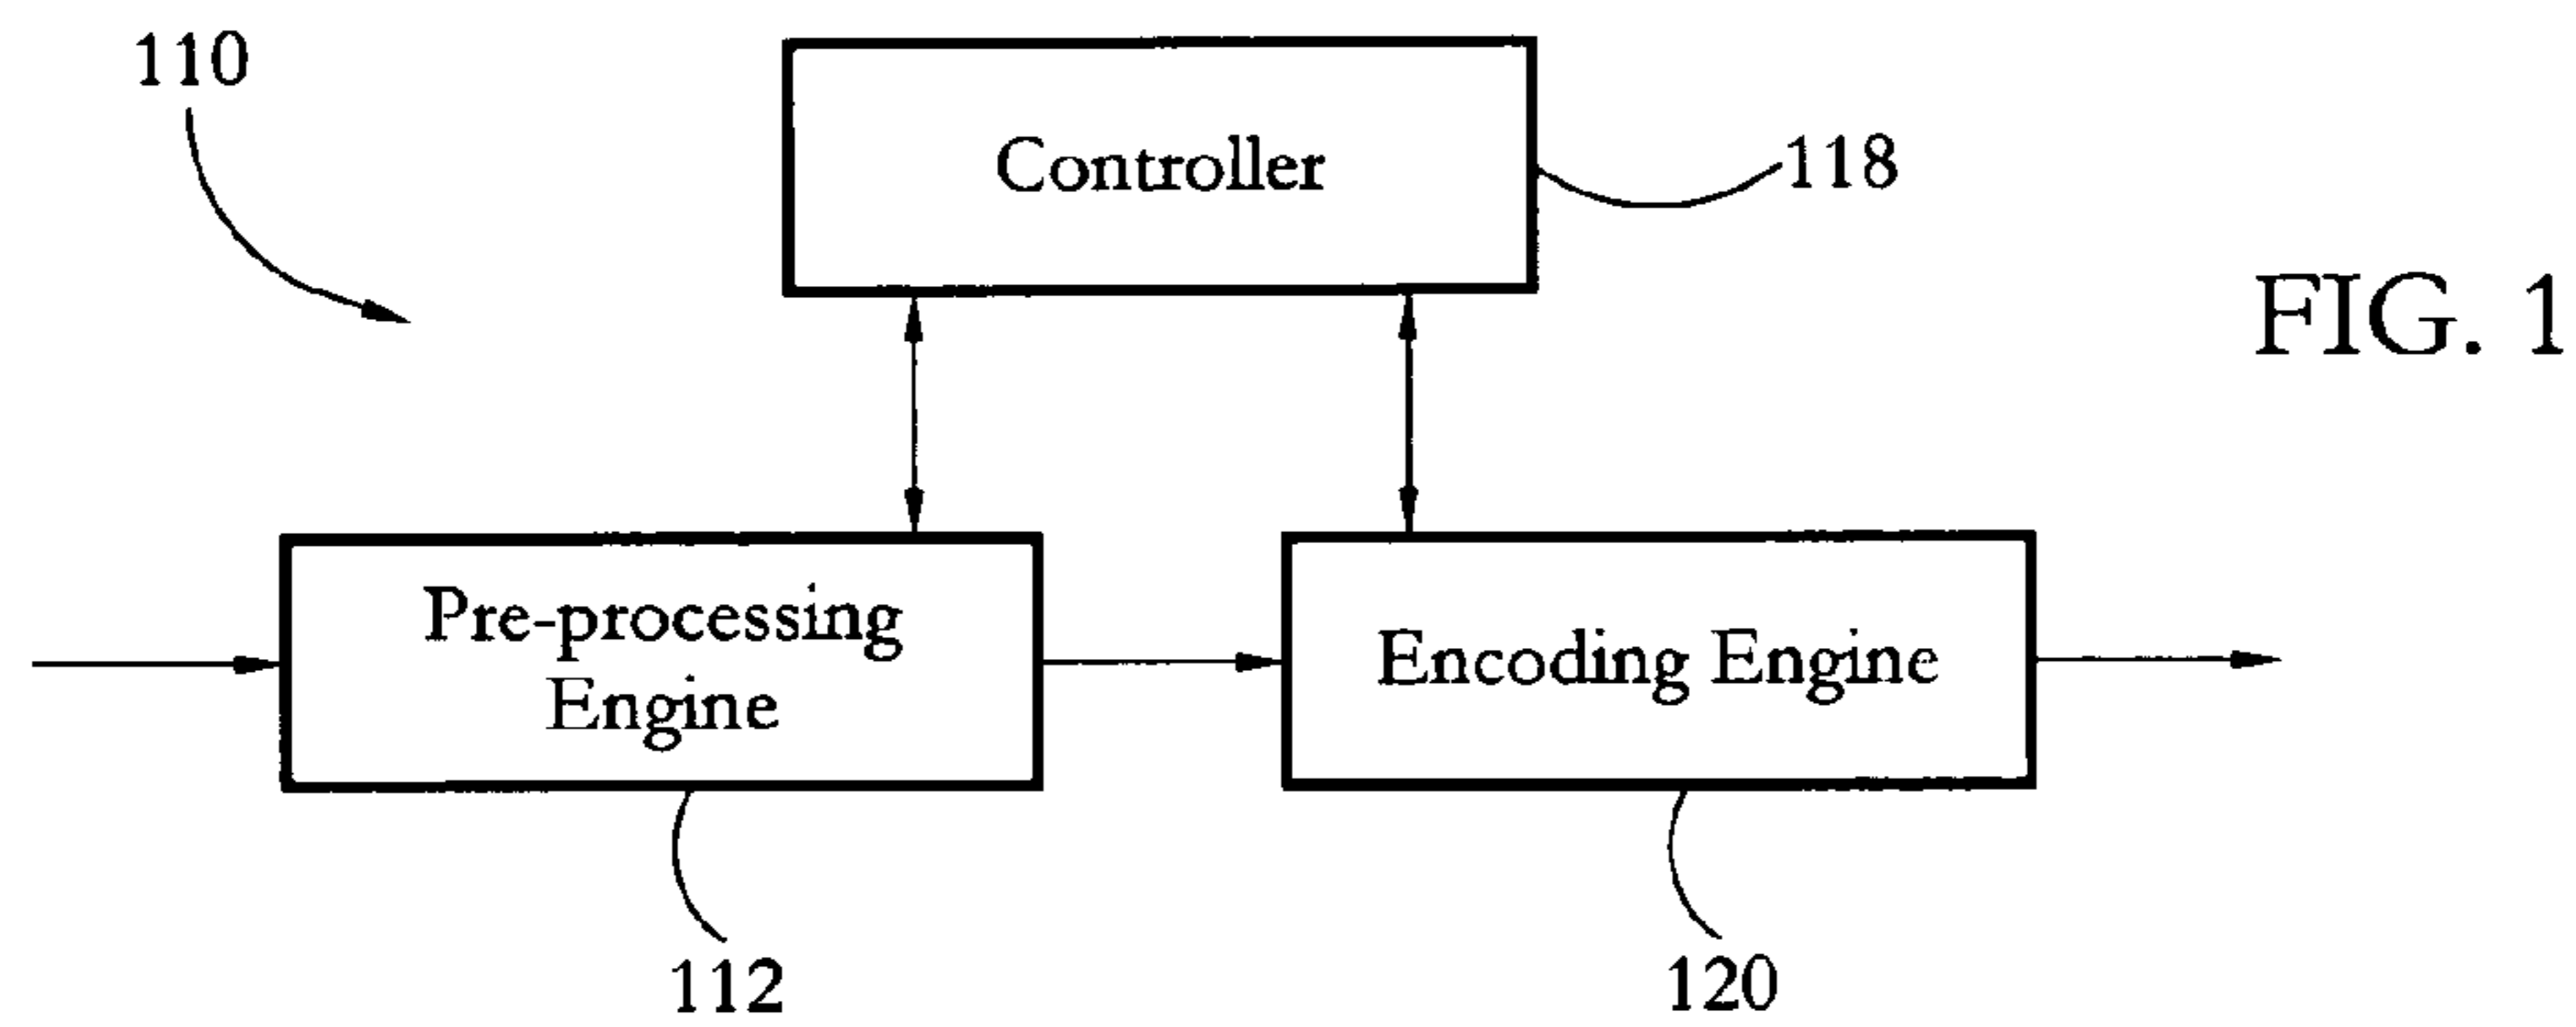 110
Controller
118
FIG. 1
Pre-processing
Engine
Encoding Engine
112
120